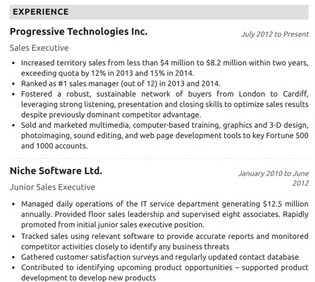 EXPERIENCE
Progressive Technologies Inc. July 2012 to Present
Sales Executive
• Increased territory sales from less than $4 million to $8.2 million within two years,
exceeding quota by 12% in 2013 and 15% in 2014.
• Ranked as #1 sales manager (out of 12) in 2013 and 2014.
• Fostered a robust, sustainable network of buyers from London to Cardiff,
leveraging strong listening, presentation and closing skills to optimize sales results
despite previously dominant competitor advantage.
• Sold and marketed multimedia, computer-based training, graphics and 3-D design,
photoimaging, sound editing, and web page development tools to key Fortune 500
and 1000 accounts.
Niche Software Ltd. January 2010 to June
2012
Junior Sales Executive
• Managed daily operations of the IT service department generating $12.5 million
annually. Provided floor sales leadership and supervised eight associates. Rapidly
promoted from initial junior sales executive position.
• Tracked sales using relevant software to provide accurate reports and monitored
competitor activities closely to identify any business threats
• Gathered customer satisfaction surveys and regularly updated contact database
• Contributed to identifying upcoming product opportunities – supported product
development to develop new products